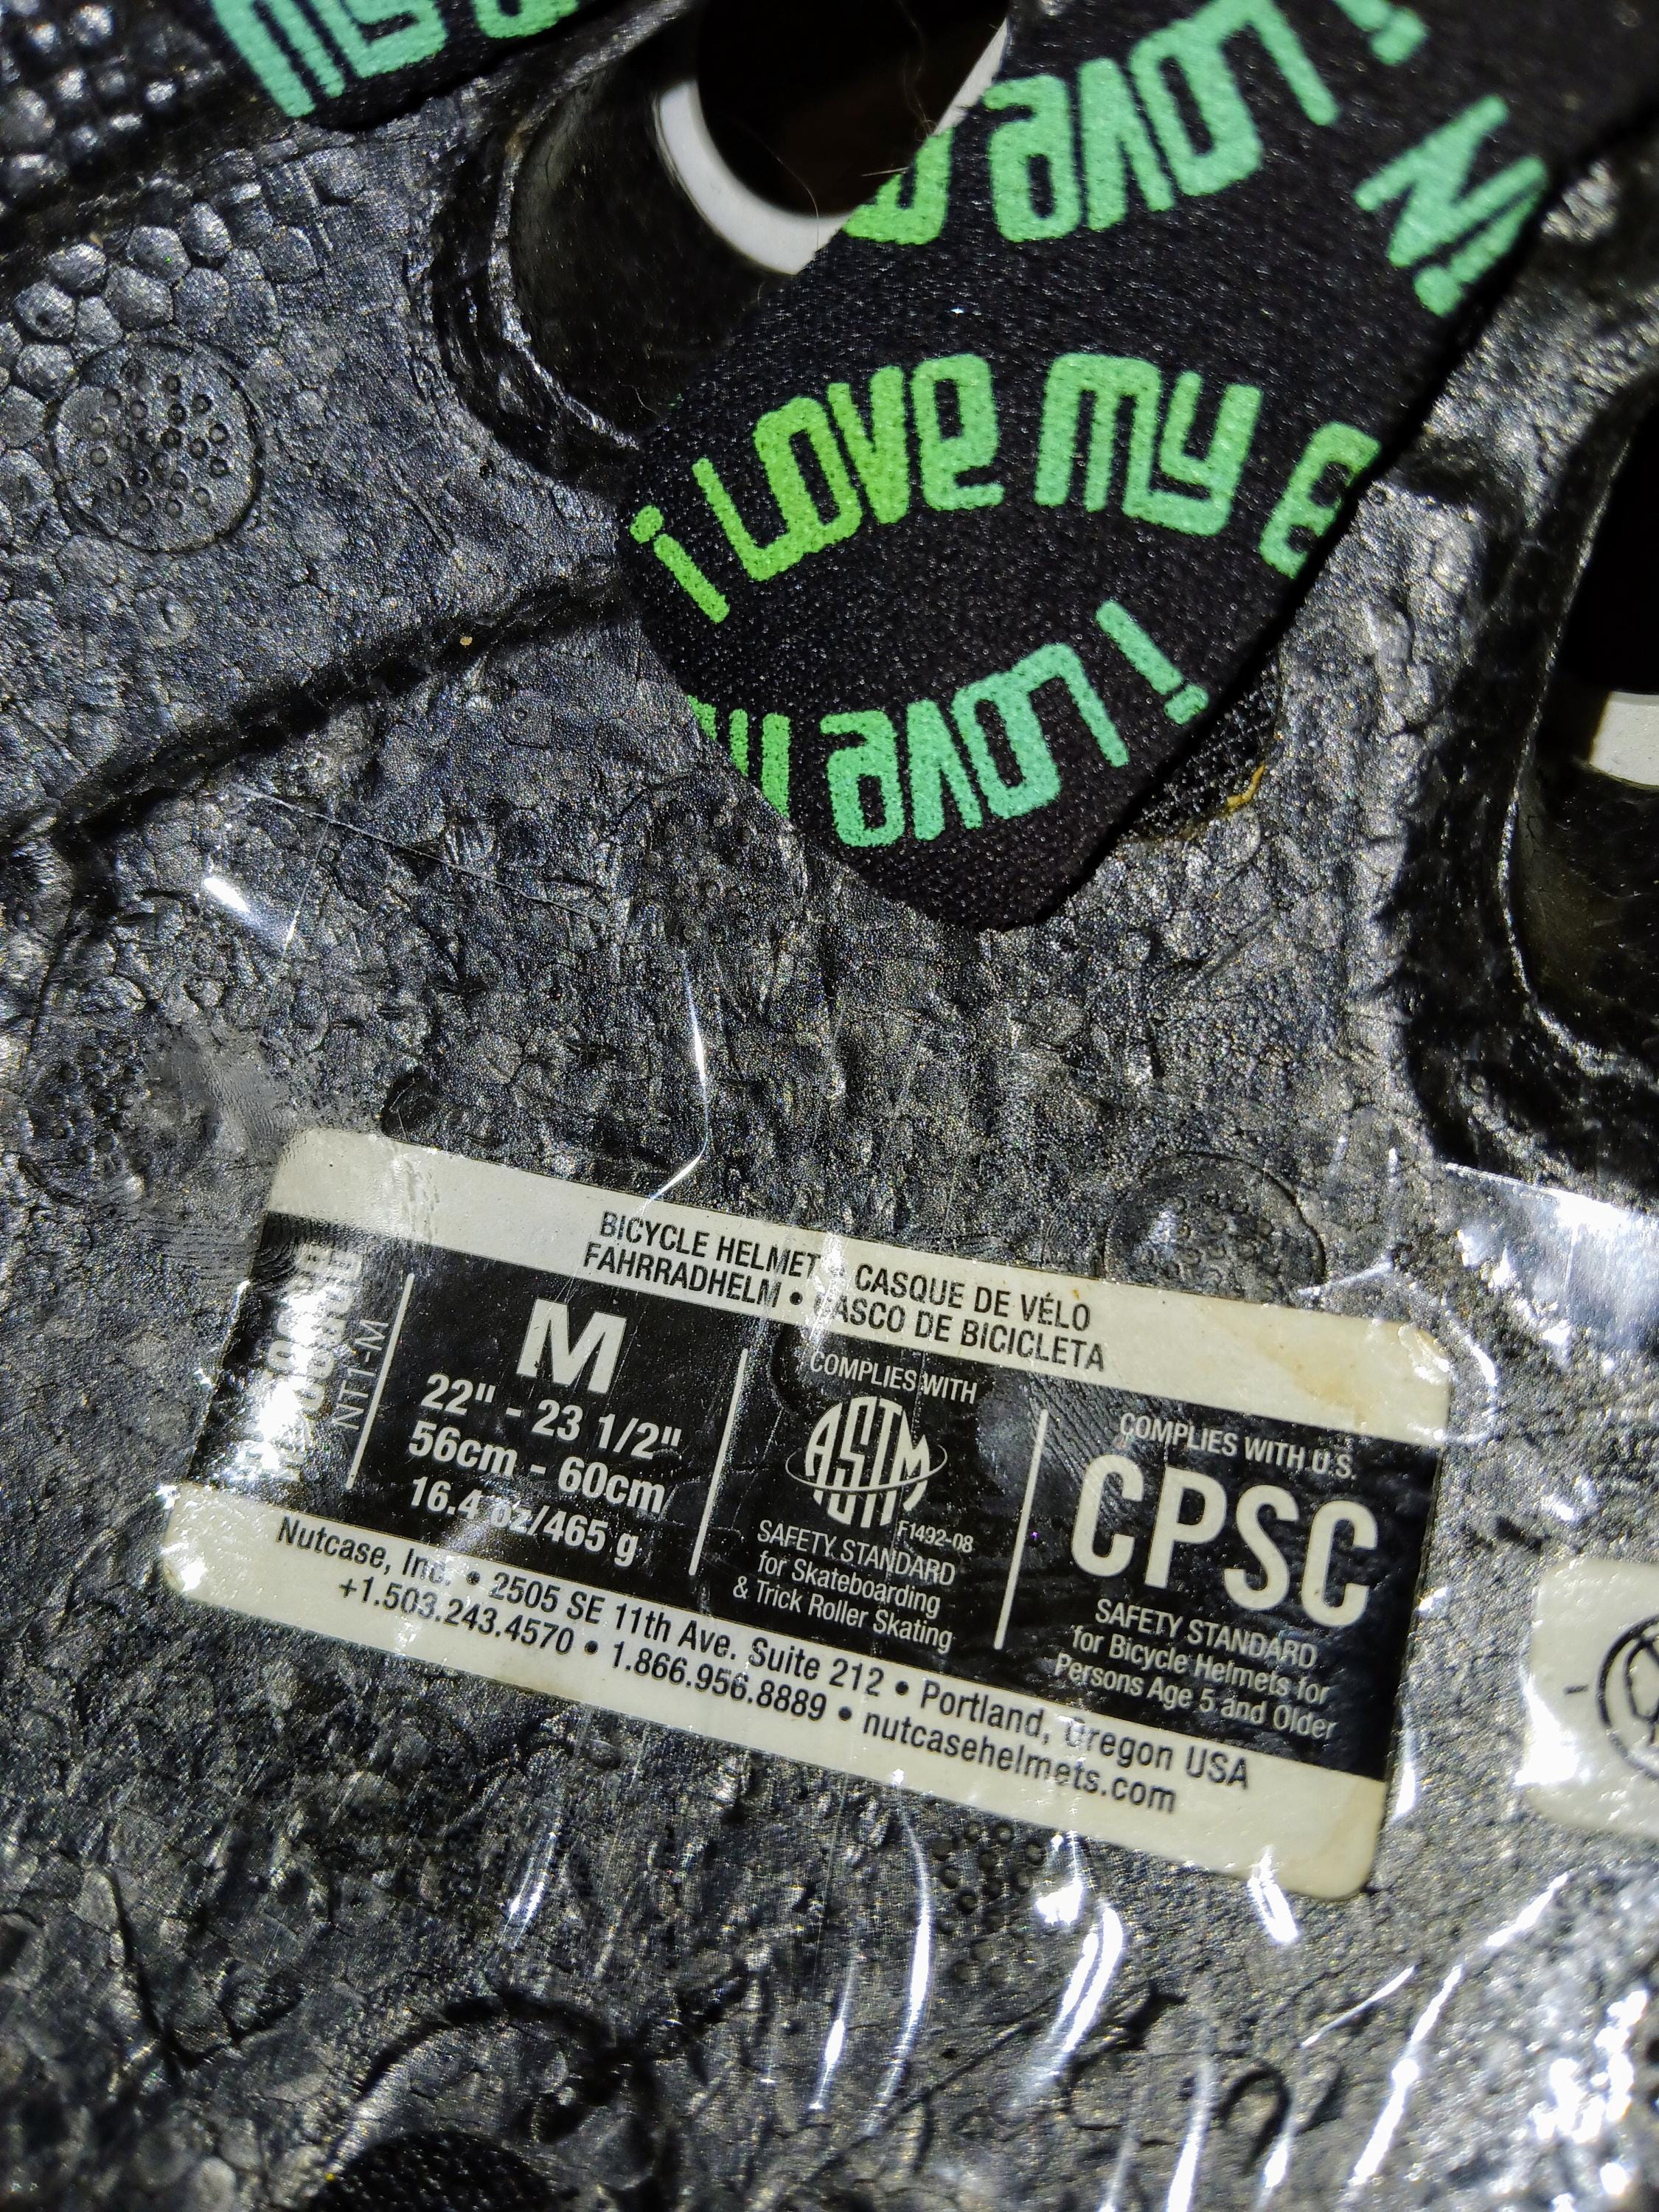 i Love my B
i Love
i Love
BICYCLE HELMET • CASQUE DE VÉLO
FAHRRADHELM • CASCO DE BICICLETA
NT1-M
M
22" - 23 1/2"
56cm - 60cm
16.4 oz/465 g
COMPLIES WITH
ASTM
F1492-08
SAFETY STANDARD
for Skateboarding
& Trick Roller Skating
COMPLIES WITH U.S.
CPSC
SAFETY STANDARD
for Bicycle Helmets for
Persons Age 5 and Older
Nutcase, Inc. • 2505 SE 11th Ave. Suite 212 • Portland, Oregon USA
+1.503.243.4570 • 1.866.956.8889 • nutcasehelmets.com